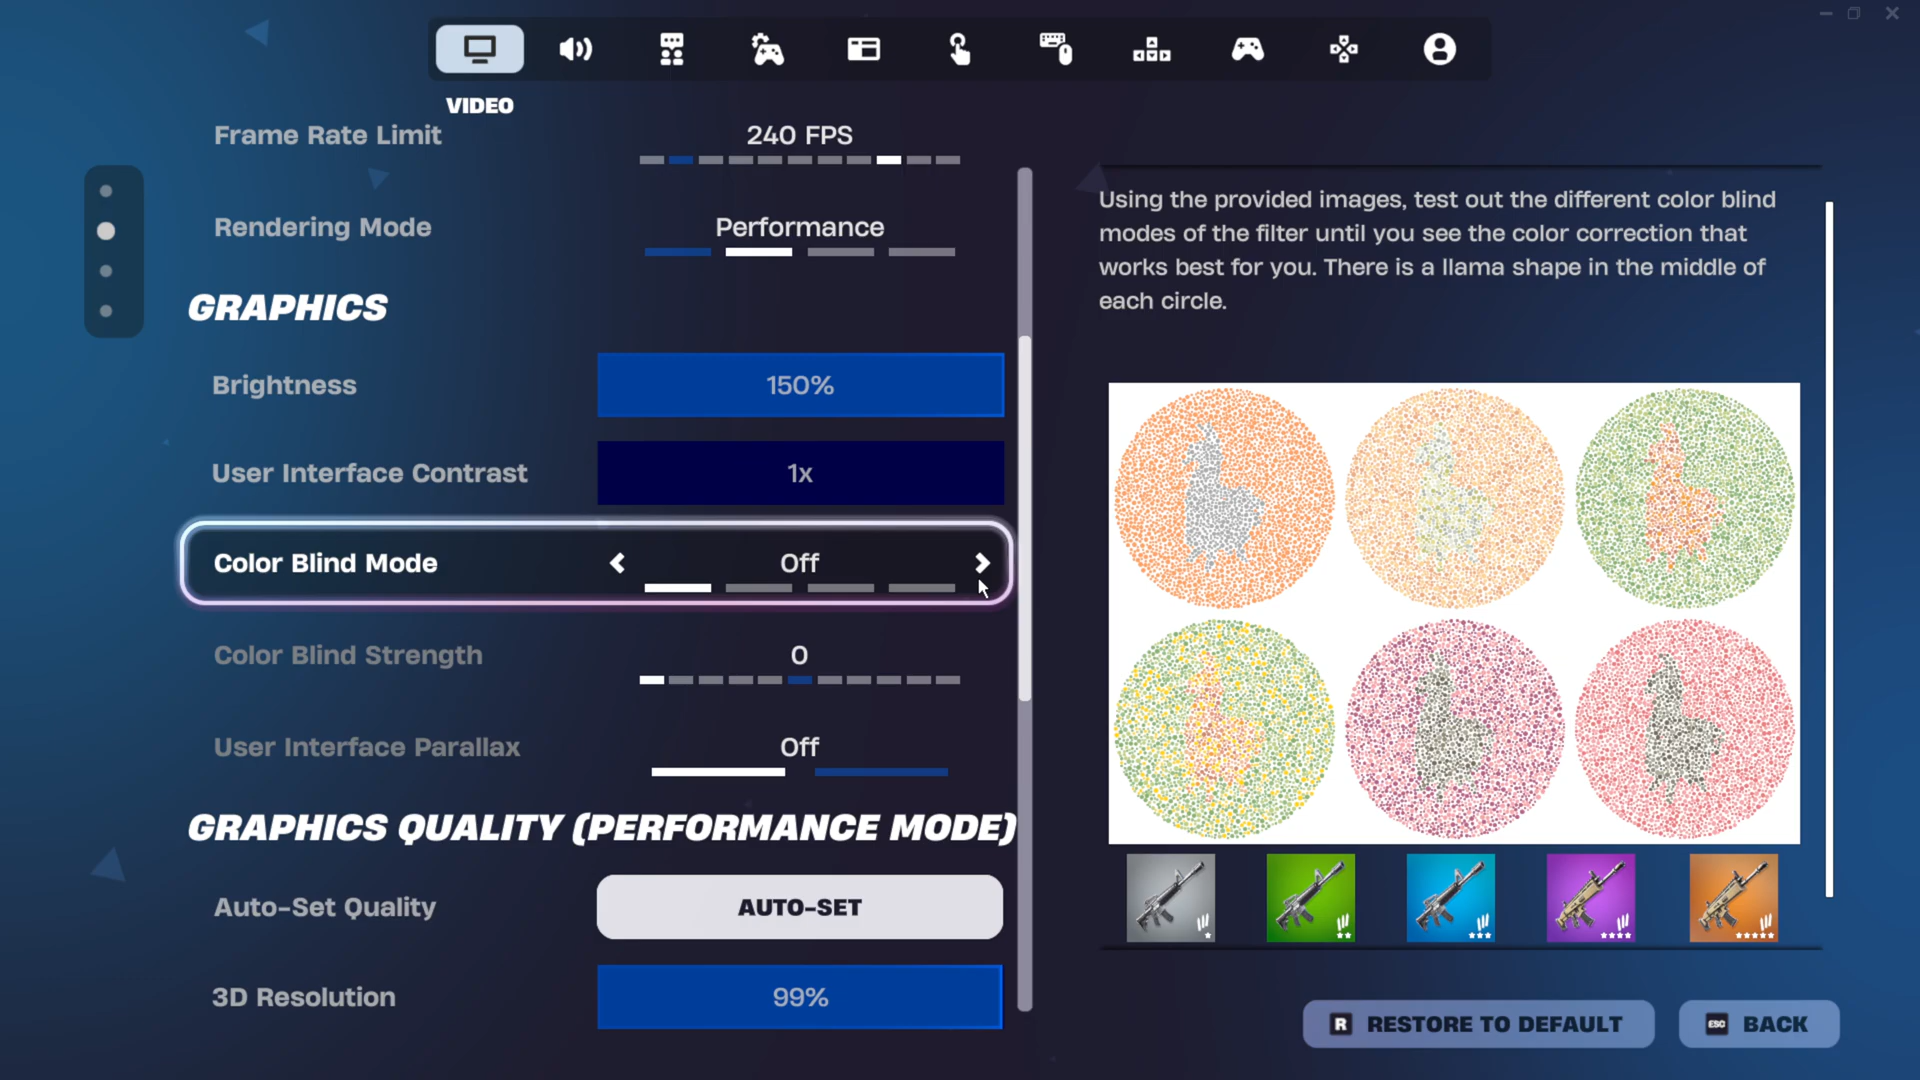 VIDEO
Frame Rate Limit
240 FPS
Rendering Mode
Performance
GRAPHICS
Brightness
150%
User Interface Contrast
1x
Color Blind Mode
Off
Color Blind Strength
0
User Interface Parallax
Off
GRAPHICS QUALITY (PERFORMANCE MODE)
Auto-Set Quality
AUTO-SET
3D Resolution
99%
Using the provided images, test out the different color blind
modes of the filter until you see the color correction that
works best for you. There is a llama shape in the middle of
each circle.
R RESTORE TO DEFAULT
ESC BACK